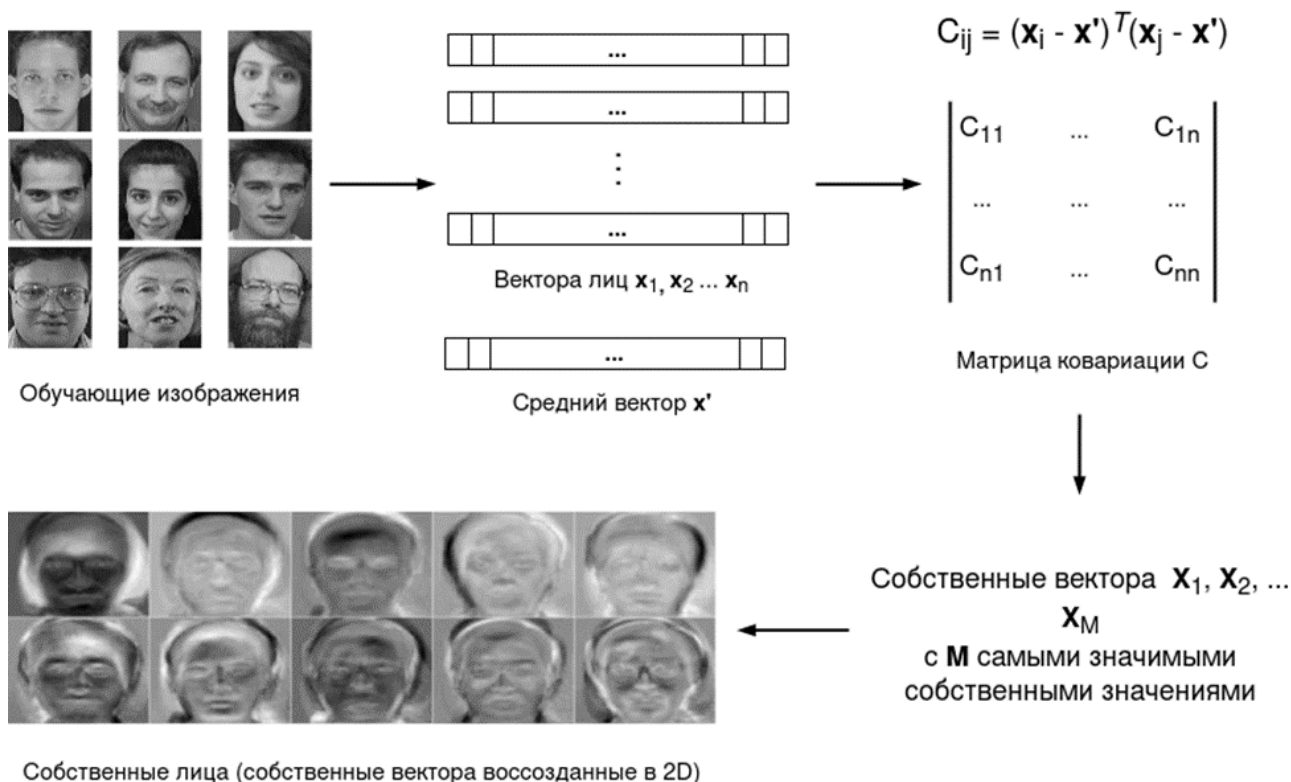 ...
...
...
Вектора лиц x₁, x₂ ... xₙ
...
Средний вектор x'
Обучающие изображения
Cᵢⱼ = (xᵢ - x')ᵀ(xⱼ - x')
C₁₁ ... C₁ₙ
... ... ...
Cₙ₁ ... Cₙₙ
Матрица ковариации C
Собственные вектора X₁, X₂, ...
X_M
с M самыми значимыми
собственными значениями
Собственные лица (собственные вектора воссозданные в 2D)